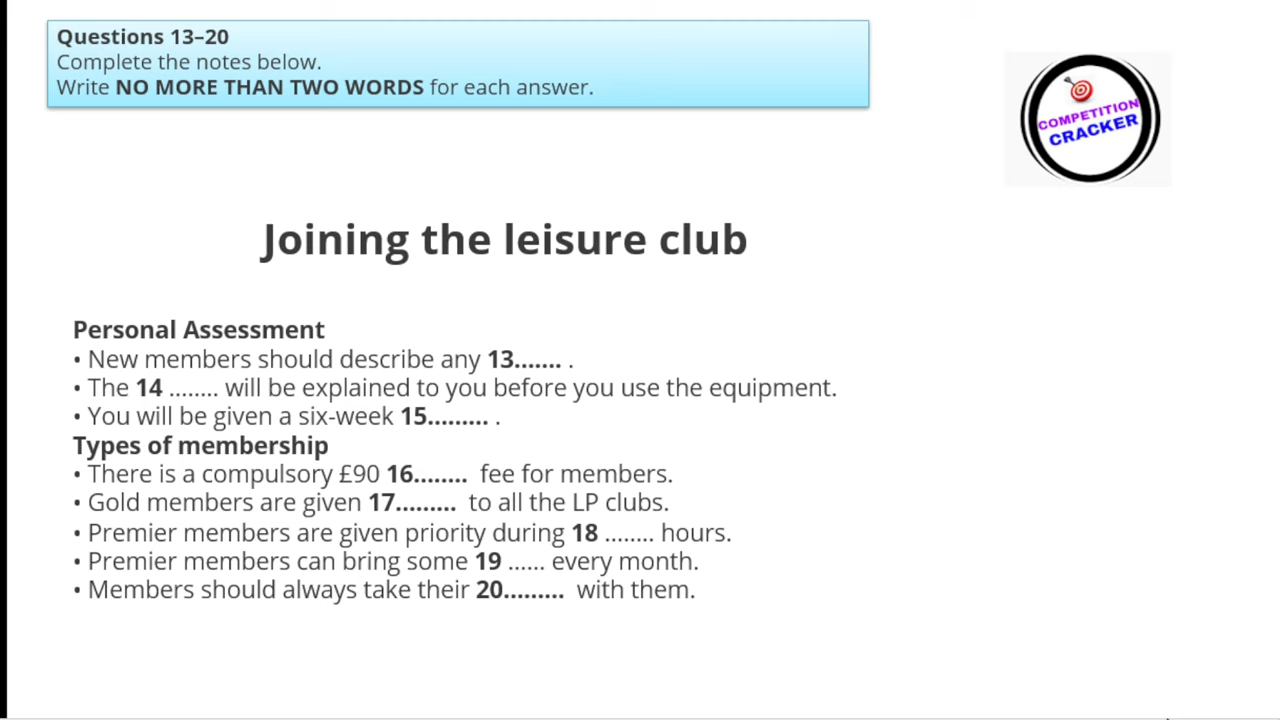 Questions 13–20
Complete the notes below.
Write NO MORE THAN TWO WORDS for each answer.
COMPETITION
CRACKER
Joining the leisure club
Personal Assessment
• New members should describe any 13....... .
• The 14 ........ will be explained to you before you use the equipment.
• You will be given a six-week 15......... .
Types of membership
• There is a compulsory £90 16........ fee for members.
• Gold members are given 17......... to all the LP clubs.
• Premier members are given priority during 18 ........ hours.
• Premier members can bring some 19 ...... every month.
• Members should always take their 20......... with them.